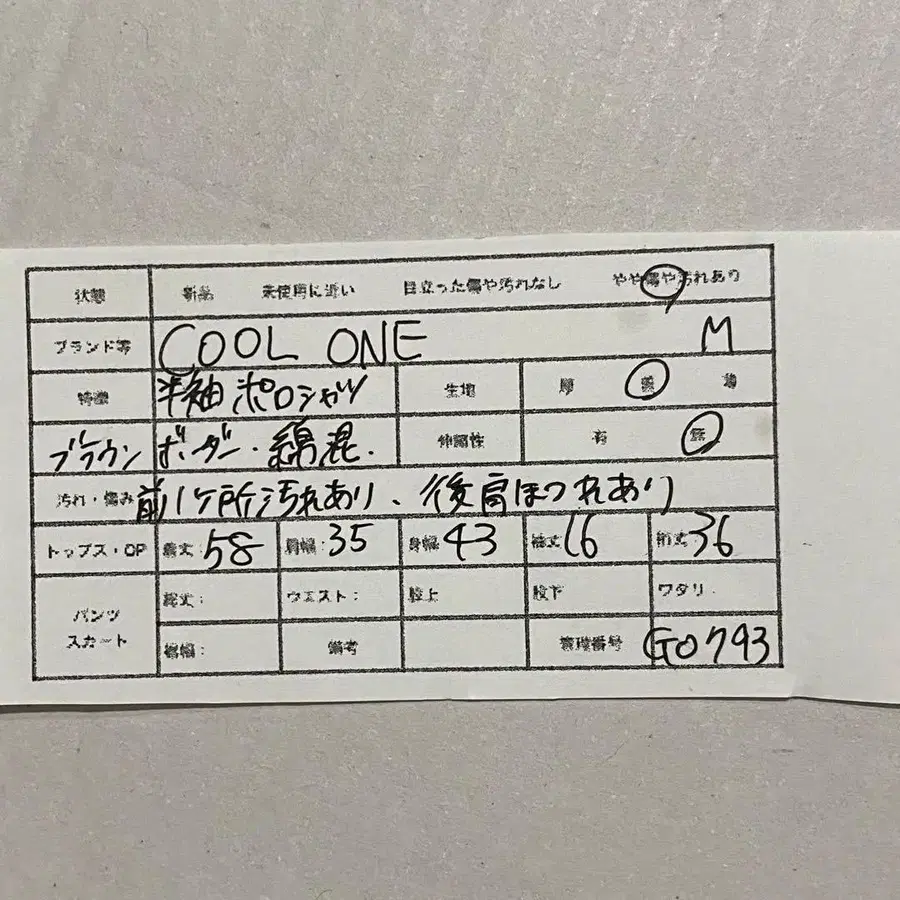 状態 新品 未使用に近い 目立った傷や汚れなし やや傷や汚れあり
ブランド等 COOL ONE M
特徴 半袖 ポロシャツ 生地 厚 普 薄
ブラウン ボーダー・綿混. 伸縮性 有 無
汚れ・傷み 前1ヶ所汚れあり、後肩ほつれあり
トップス・OP 着丈:58 肩幅:35 身幅 43 袖丈 16 裄丈 36
パンツ スカート 総丈: ウエスト: 股上 股下 ワタリ
裾幅: 備考 管理番号 G0793